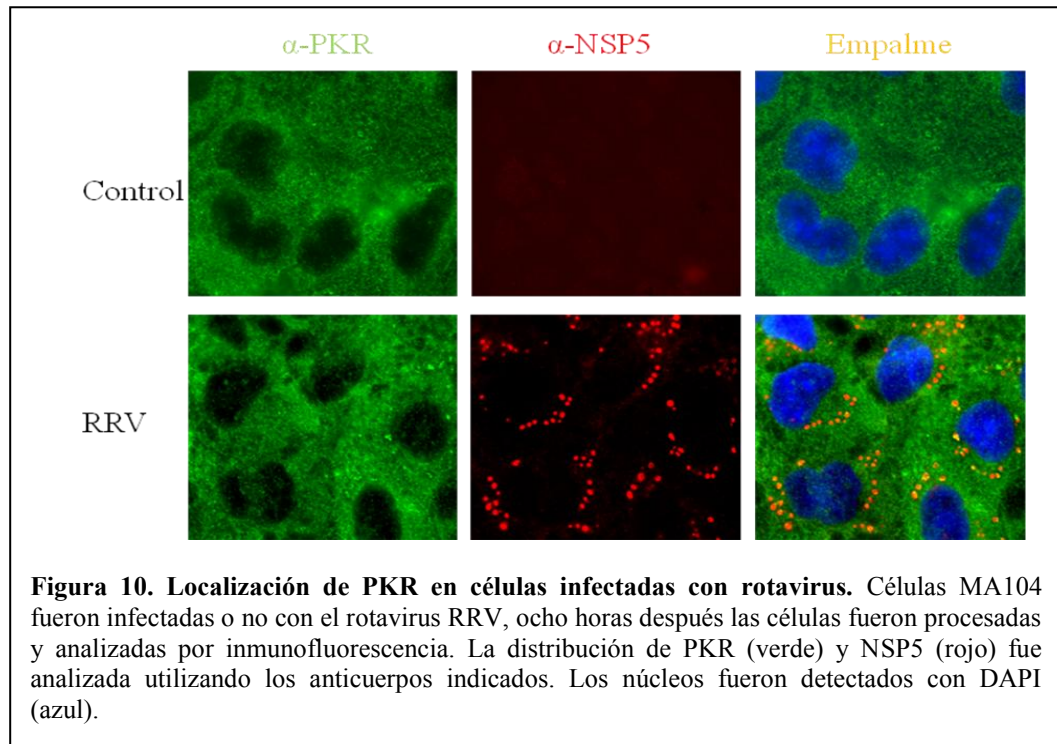 α-PKR α-NSP5 Empalme
Control
RRV
Figura 10. Localización de PKR en células infectadas con rotavirus. Células MA104
fueron infectadas o no con el rotavirus RRV, ocho horas después las células fueron procesadas
y analizadas por inmunofluorescencia. La distribución de PKR (verde) y NSP5 (rojo) fue
analizada utilizando los anticuerpos indicados. Los núcleos fueron detectados con DAPI
(azul).